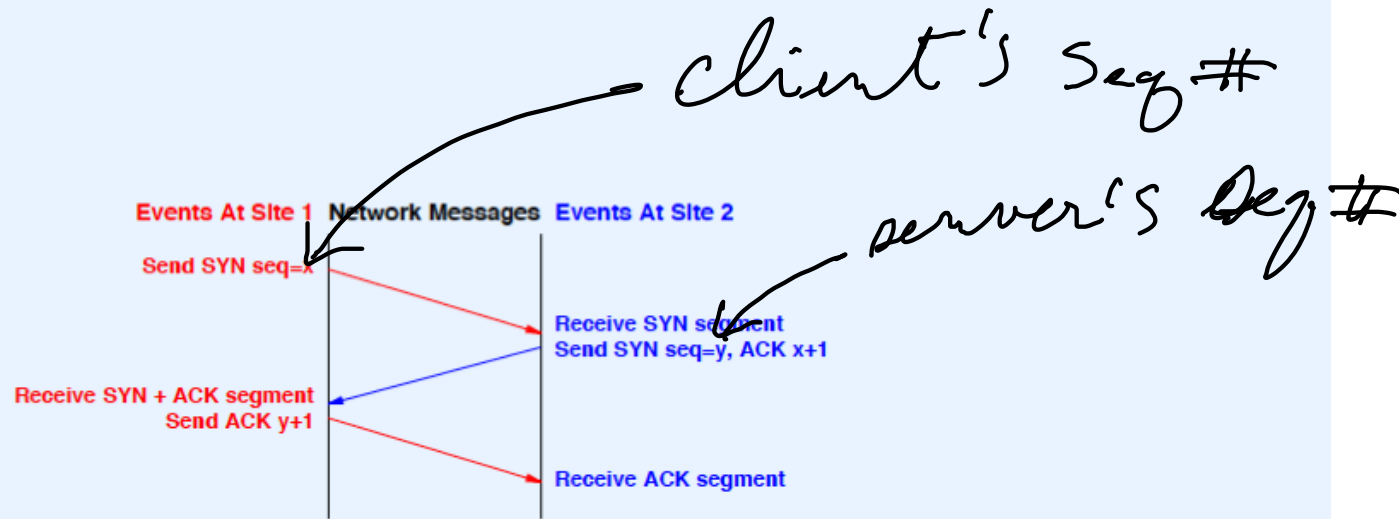 client's Seq #
server's Seq #
Events At Site 1 Network Messages Events At Site 2
Send SYN seq=x
Receive SYN segment
Send SYN seq=y, ACK x+1
Receive SYN + ACK segment
Send ACK y+1
Receive ACK segment